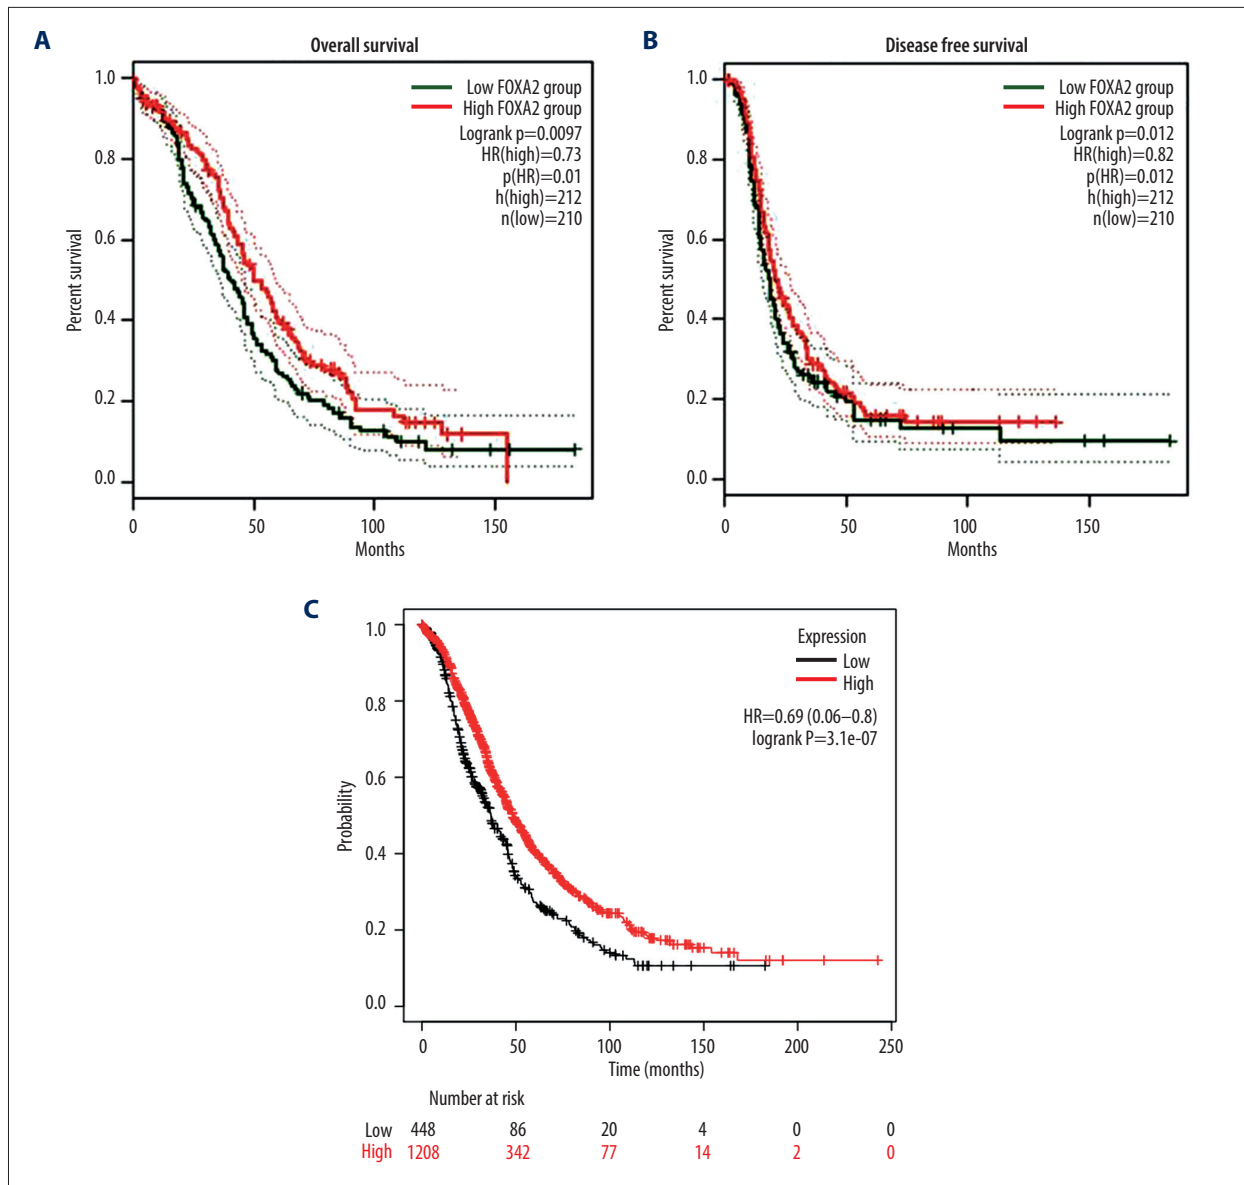 A
Overall survival
Percent survival
1.0
0.8
0.6
0.4
0.2
0.0
Low FOXA2 group
High FOXA2 group
Logrank p=0.0097
HR(high)=0.73
p(HR)=0.01
h(high)=212
n(low)=210
0 50 100 150
Months
B
Disease free survival
Percent survival
1.0
0.8
0.6
0.4
0.2
0.0
Low FOXA2 group
High FOXA2 group
Logrank p=0.012
HR(high)=0.82
p(HR)=0.012
h(high)=212
n(low)=210
0 50 100 150
Months
C
Probability
1.0
0.8
0.6
0.4
0.2
0.0
Expression
Low
High
HR=0.69 (0.06–0.8)
logrank P=3.1e-07
0 50 100 150 200 250
Time (months)
Number at risk
Low 448 86 20 4 0 0
High 1208 342 77 14 2 0